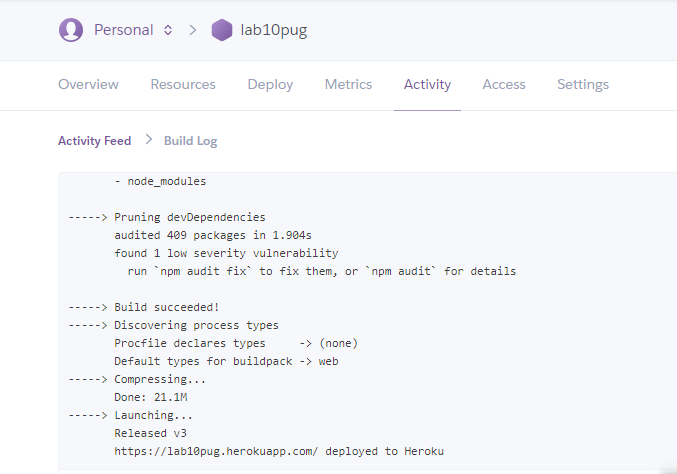 Personal > lab10pug
Overview Resources Deploy Metrics Activity Access Settings
Activity Feed > Build Log
- node_modules
-----> Pruning devDependencies
audited 409 packages in 1.904s
found 1 low severity vulnerability
run `npm audit fix` to fix them, or `npm audit` for details
-----> Build succeeded!
-----> Discovering process types
Procfile declares types -> (none)
Default types for buildpack -> web
-----> Compressing...
Done: 21.1M
-----> Launching...
Released v3
https://lab10pug.herokuapp.com/ deployed to Heroku